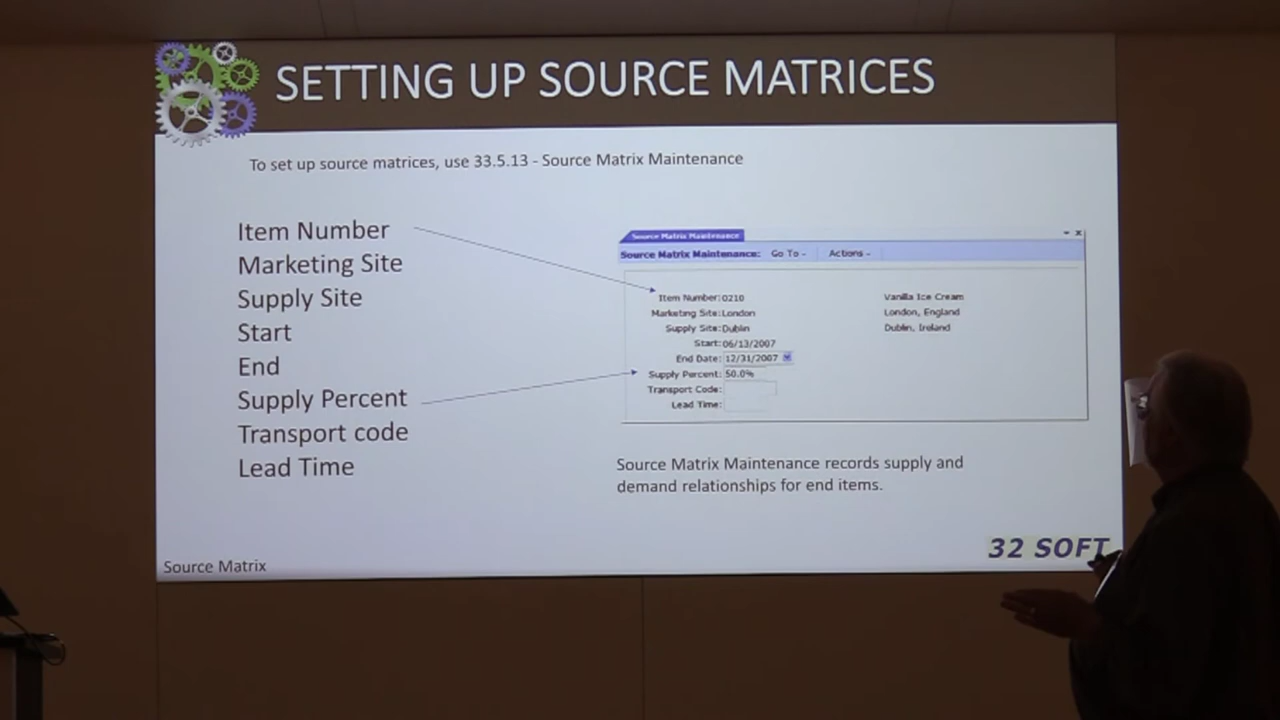 SETTING UP SOURCE MATRICES
To set up source matrices, use 33.5.13 - Source Matrix Maintenance
Item Number
Marketing Site
Supply Site
Start
End
Supply Percent
Transport code
Lead Time
Source Matrix Maintenance
Source Matrix Maintenance: Go To - Actions -
Item Number: 0210 Vanilla Ice Cream
Marketing Site: London London, England
Supply Site: Dublin Dublin, Ireland
Start: 06/13/2007
End Date: 12/31/2007
Supply Percent: 50.0%
Transport Code:
Lead Time:
Source Matrix Maintenance records supply and
demand relationships for end items.
32 SOFT
Source Matrix